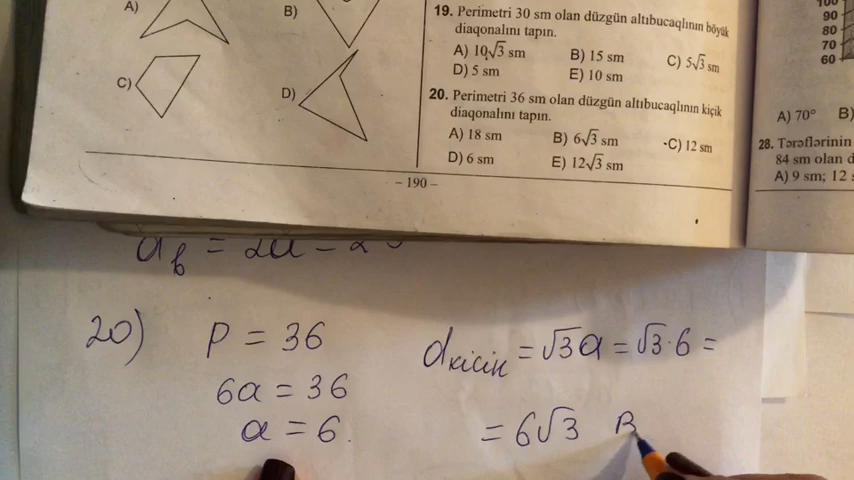 A)
B)
C)
D)
19. Perimetri 30 sm olan düzgün altıbucaqlının böyük
diaqonalını tapın.
A) 10√3 sm B) 15 sm C) 5√3 sm
D) 5 sm E) 10 sm
20. Perimetri 36 sm olan düzgün altıbucaqlının kiçik
diaqonalını tapın.
A) 18 sm B) 6√3 sm -C) 12 sm
D) 6 sm E) 12√3 sm
– 190 –
100
90
80
70
60
A) 70° B)
28. Tərəflərinin
84 sm olan d
A) 9 sm; 12 s
20) P = 36
6a = 36
a = 6.
dkiçik = √3a = √3·6 =
= 6√3 B